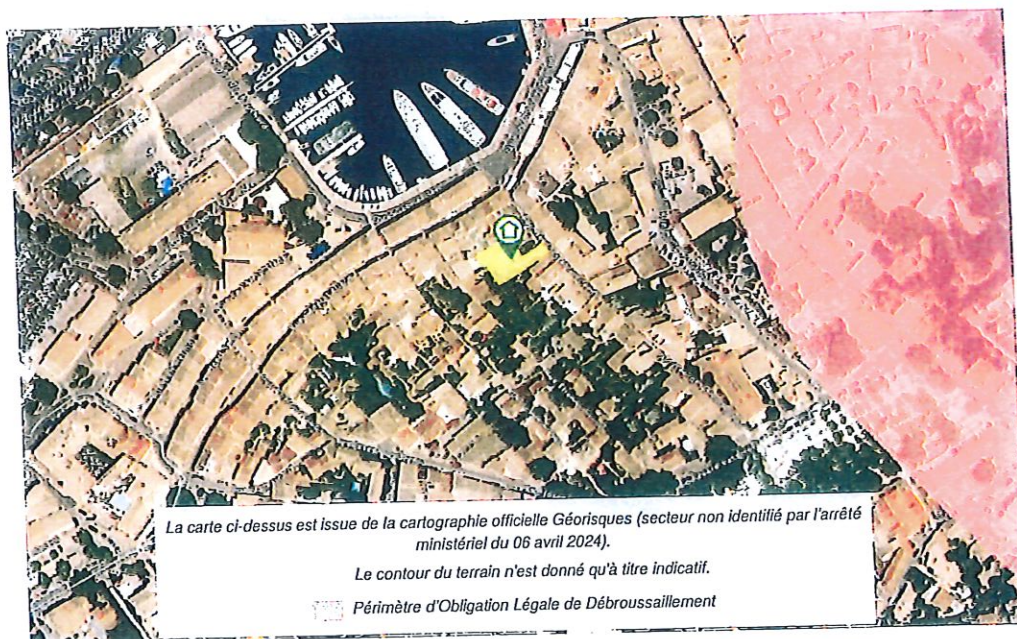 La carte ci-dessus est issue de la cartographie officielle Géorisques (secteur non identifié par l'arrêté
ministériel du 06 avril 2024).
Le contour du terrain n'est donné qu'à titre indicatif.
Périmètre d'Obligation Légale de Débroussaillement